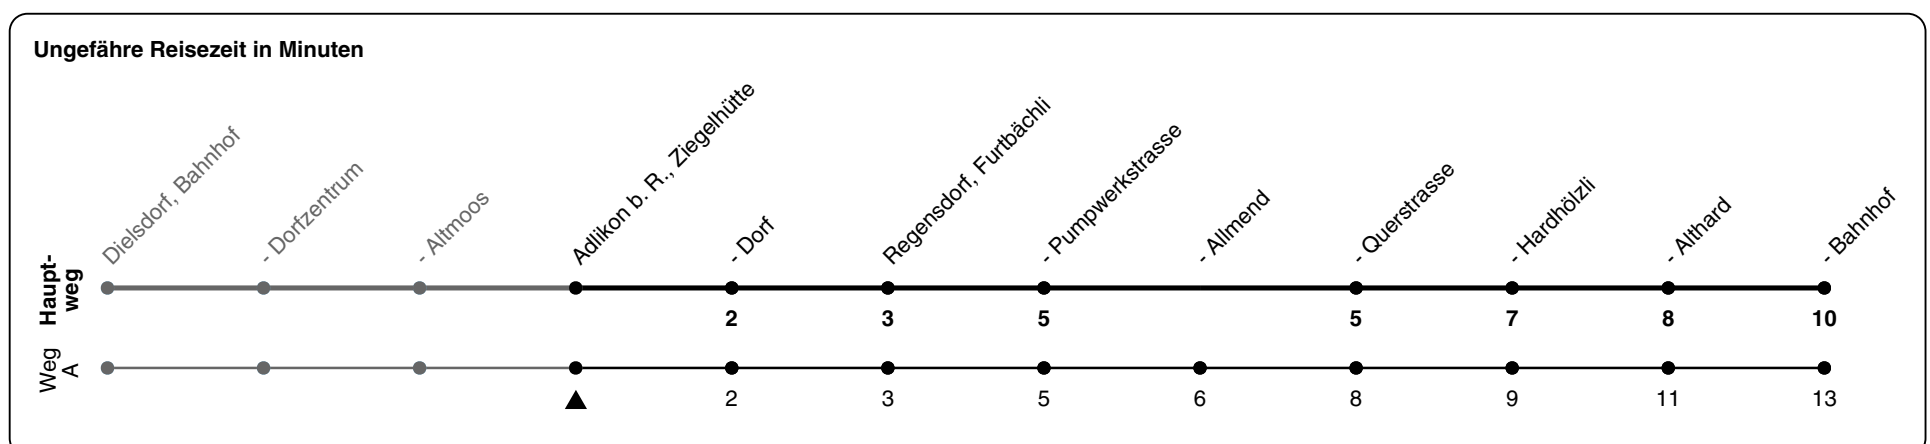 Ungefähre Reisezeit in Minuten
Dielsdorf, Bahnhof
- Dorfzentrum
- Altmoos
Adlikon b. R., Ziegelhütte
- Dorf
Regensdorf, Furtbächli
- Pumpwerkstrasse
- Allmend
- Querstrasse
- Hardhölzli
- Althard
- Bahnhof
Haupt-
weg
2 3 5 5 7 8 10
Weg
A
2 3 5 6 8 9 11 13